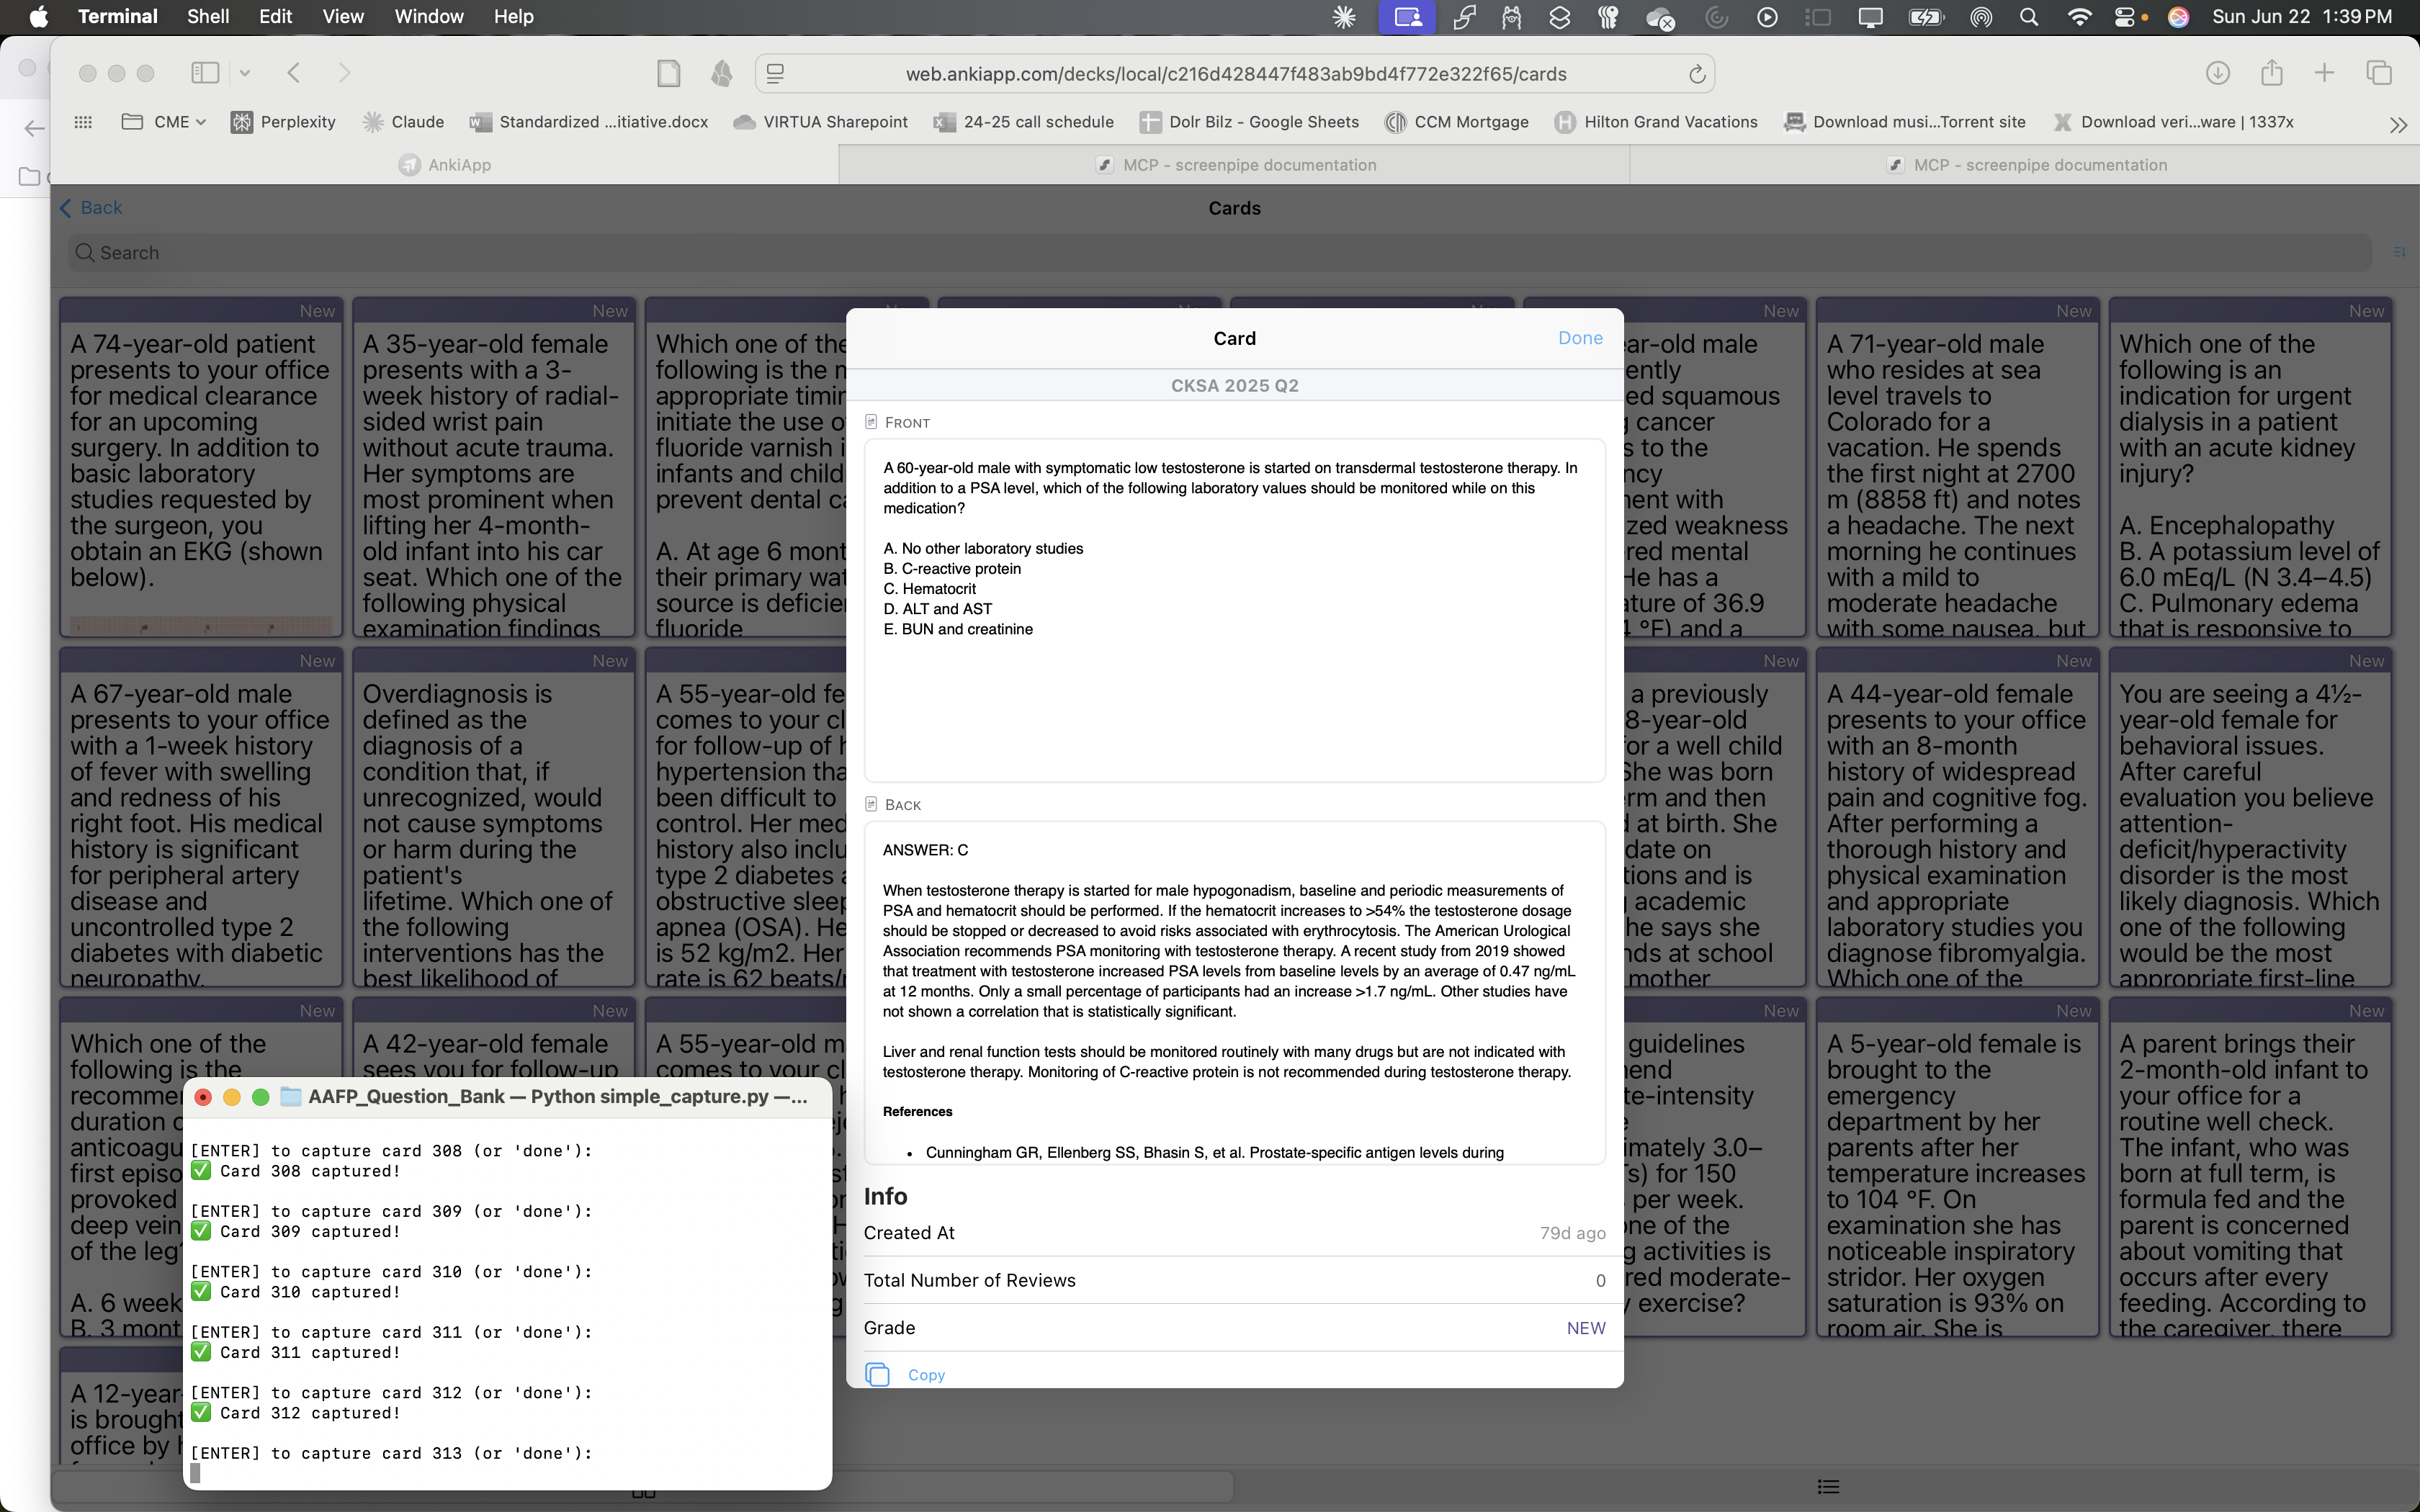 Terminal Shell Edit View Window Help Sun Jun 22 1:39 PM
web.ankiapp.com/decks/local/c216d428447f483ab9bd4f772e322f65/cards
CME Perplexity Claude Standardized ...itiative.docx VIRTUA Sharepoint 24-25 call schedule Dolr Bilz - Google Sheets CCM Mortgage Hilton Grand Vacations Download musi...Torrent site Download veri...ware | 1337x
AnkiApp MCP - screenpipe documentation MCP - screenpipe documentation
Back Cards
Search
New
A 74-year-old patient
presents to your office
for medical clearance
for an upcoming
surgery. In addition to
basic laboratory
studies requested by
the surgeon, you
obtain an EKG (shown
below).
New
A 35-year-old female
presents with a 3-
week history of radial-
sided wrist pain
without acute trauma.
Her symptoms are
most prominent when
lifting her 4-month-
old infant into his car
seat. Which one of the
following physical
examination findings
Which one of the
following is the
appropriate
initiate the use
fluoride varnish
infants and
prevent dental
A. At age 6
their primary
source is
fluoride
New
male
squamous
cancer
to the
with
weakness
mental
He has a
of 36.9
°F) and a
New
A 71-year-old male
who resides at sea
level travels to
Colorado for a
vacation. He spends
the first night at 2700
m (8858 ft) and notes
a headache. The next
morning he continues
with a mild to
moderate headache
with some nausea, but
New
Which one of the
following is an
indication for urgent
dialysis in a patient
with an acute kidney
injury?
A. Encephalopathy
B. A potassium level of
6.0 mEq/L (N 3.4–4.5)
C. Pulmonary edema
that is responsive to
Card Done
CKSA 2025 Q2
FRONT
A 60-year-old male with symptomatic low testosterone is started on transdermal testosterone therapy. In
addition to a PSA level, which of the following laboratory values should be monitored while on this
medication?
A. No other laboratory studies
B. C-reactive protein
C. Hematocrit
D. ALT and AST
E. BUN and creatinine
BACK
ANSWER: C
When testosterone therapy is started for male hypogonadism, baseline and periodic measurements of
PSA and hematocrit should be performed. If the hematocrit increases to >54% the testosterone dosage
should be stopped or decreased to avoid risks associated with erythrocytosis. The American Urological
Association recommends PSA monitoring with testosterone therapy. A recent study from 2019 showed
that treatment with testosterone increased PSA levels from baseline levels by an average of 0.47 ng/mL
at 12 months. Only a small percentage of participants had an increase >1.7 ng/mL. Other studies have
not shown a correlation that is statistically significant.
Liver and renal function tests should be monitored routinely with many drugs but are not indicated with
testosterone therapy. Monitoring of C-reactive protein is not recommended during testosterone therapy.
References
• Cunningham GR, Ellenberg SS, Bhasin S, et al. Prostate-specific antigen levels during
Info
Created At 79d ago
Total Number of Reviews 0
Grade NEW
Copy
New
A 67-year-old male
presents to your office
with a 1-week history
of fever with swelling
and redness of his
right foot. His medical
history is significant
for peripheral artery
disease and
uncontrolled type 2
diabetes with diabetic
neuropathy.
New
Overdiagnosis is
defined as the
diagnosis of a
condition that, if
unrecognized, would
not cause symptoms
or harm during the
patient's
lifetime. Which one of
the following
interventions has the
best likelihood of
A 55-year-old
comes to your
for follow-up of
hypertension
been difficult to
control. Her
history also
type 2 diabetes
obstructive
apnea (OSA).
is 52 kg/m2. Her
rate is 62
New
a previously
8-year-old
for a well child
She was born
and then
at birth. She
date on
and is
academic
she says she
at school
mother
New
A 44-year-old female
presents to your office
with an 8-month
history of widespread
pain and cognitive fog.
After performing a
thorough history and
physical examination
and appropriate
laboratory studies you
diagnose fibromyalgia.
Which one of the
New
You are seeing a 4½-
year-old female for
behavioral issues.
After careful
evaluation you believe
attention-
deficit/hyperactivity
disorder is the most
likely diagnosis. Which
one of the following
would be the most
appropriate first-line
New
Which one of the
following is the
duration
first
provoked
deep vein
of the leg
A. 6
B. 3
New
A 42-year-old female
sees you for follow-up
A 55-year-old
comes to your
New
guidelines
3.0–
for 150
per week.
one of the
activities is
moderate-
exercise?
New
A 5-year-old female is
brought to the
emergency
department by her
parents after her
temperature increases
to 104 °F. On
examination she has
noticeable inspiratory
stridor. Her oxygen
saturation is 93% on
room air. She is
New
A parent brings their
2-month-old infant to
your office for a
routine well check.
The infant, who was
born at full term, is
formula fed and the
parent is concerned
about vomiting that
occurs after every
feeding. According to
the caregiver, there
A 12-year-
is brought
office by
AAFP_Question_Bank — Python simple_capture.py —...
[ENTER] to capture card 308 (or 'done'):
✅ Card 308 captured!
[ENTER] to capture card 309 (or 'done'):
✅ Card 309 captured!
[ENTER] to capture card 310 (or 'done'):
✅ Card 310 captured!
[ENTER] to capture card 311 (or 'done'):
✅ Card 311 captured!
[ENTER] to capture card 312 (or 'done'):
✅ Card 312 captured!
[ENTER] to capture card 313 (or 'done'):